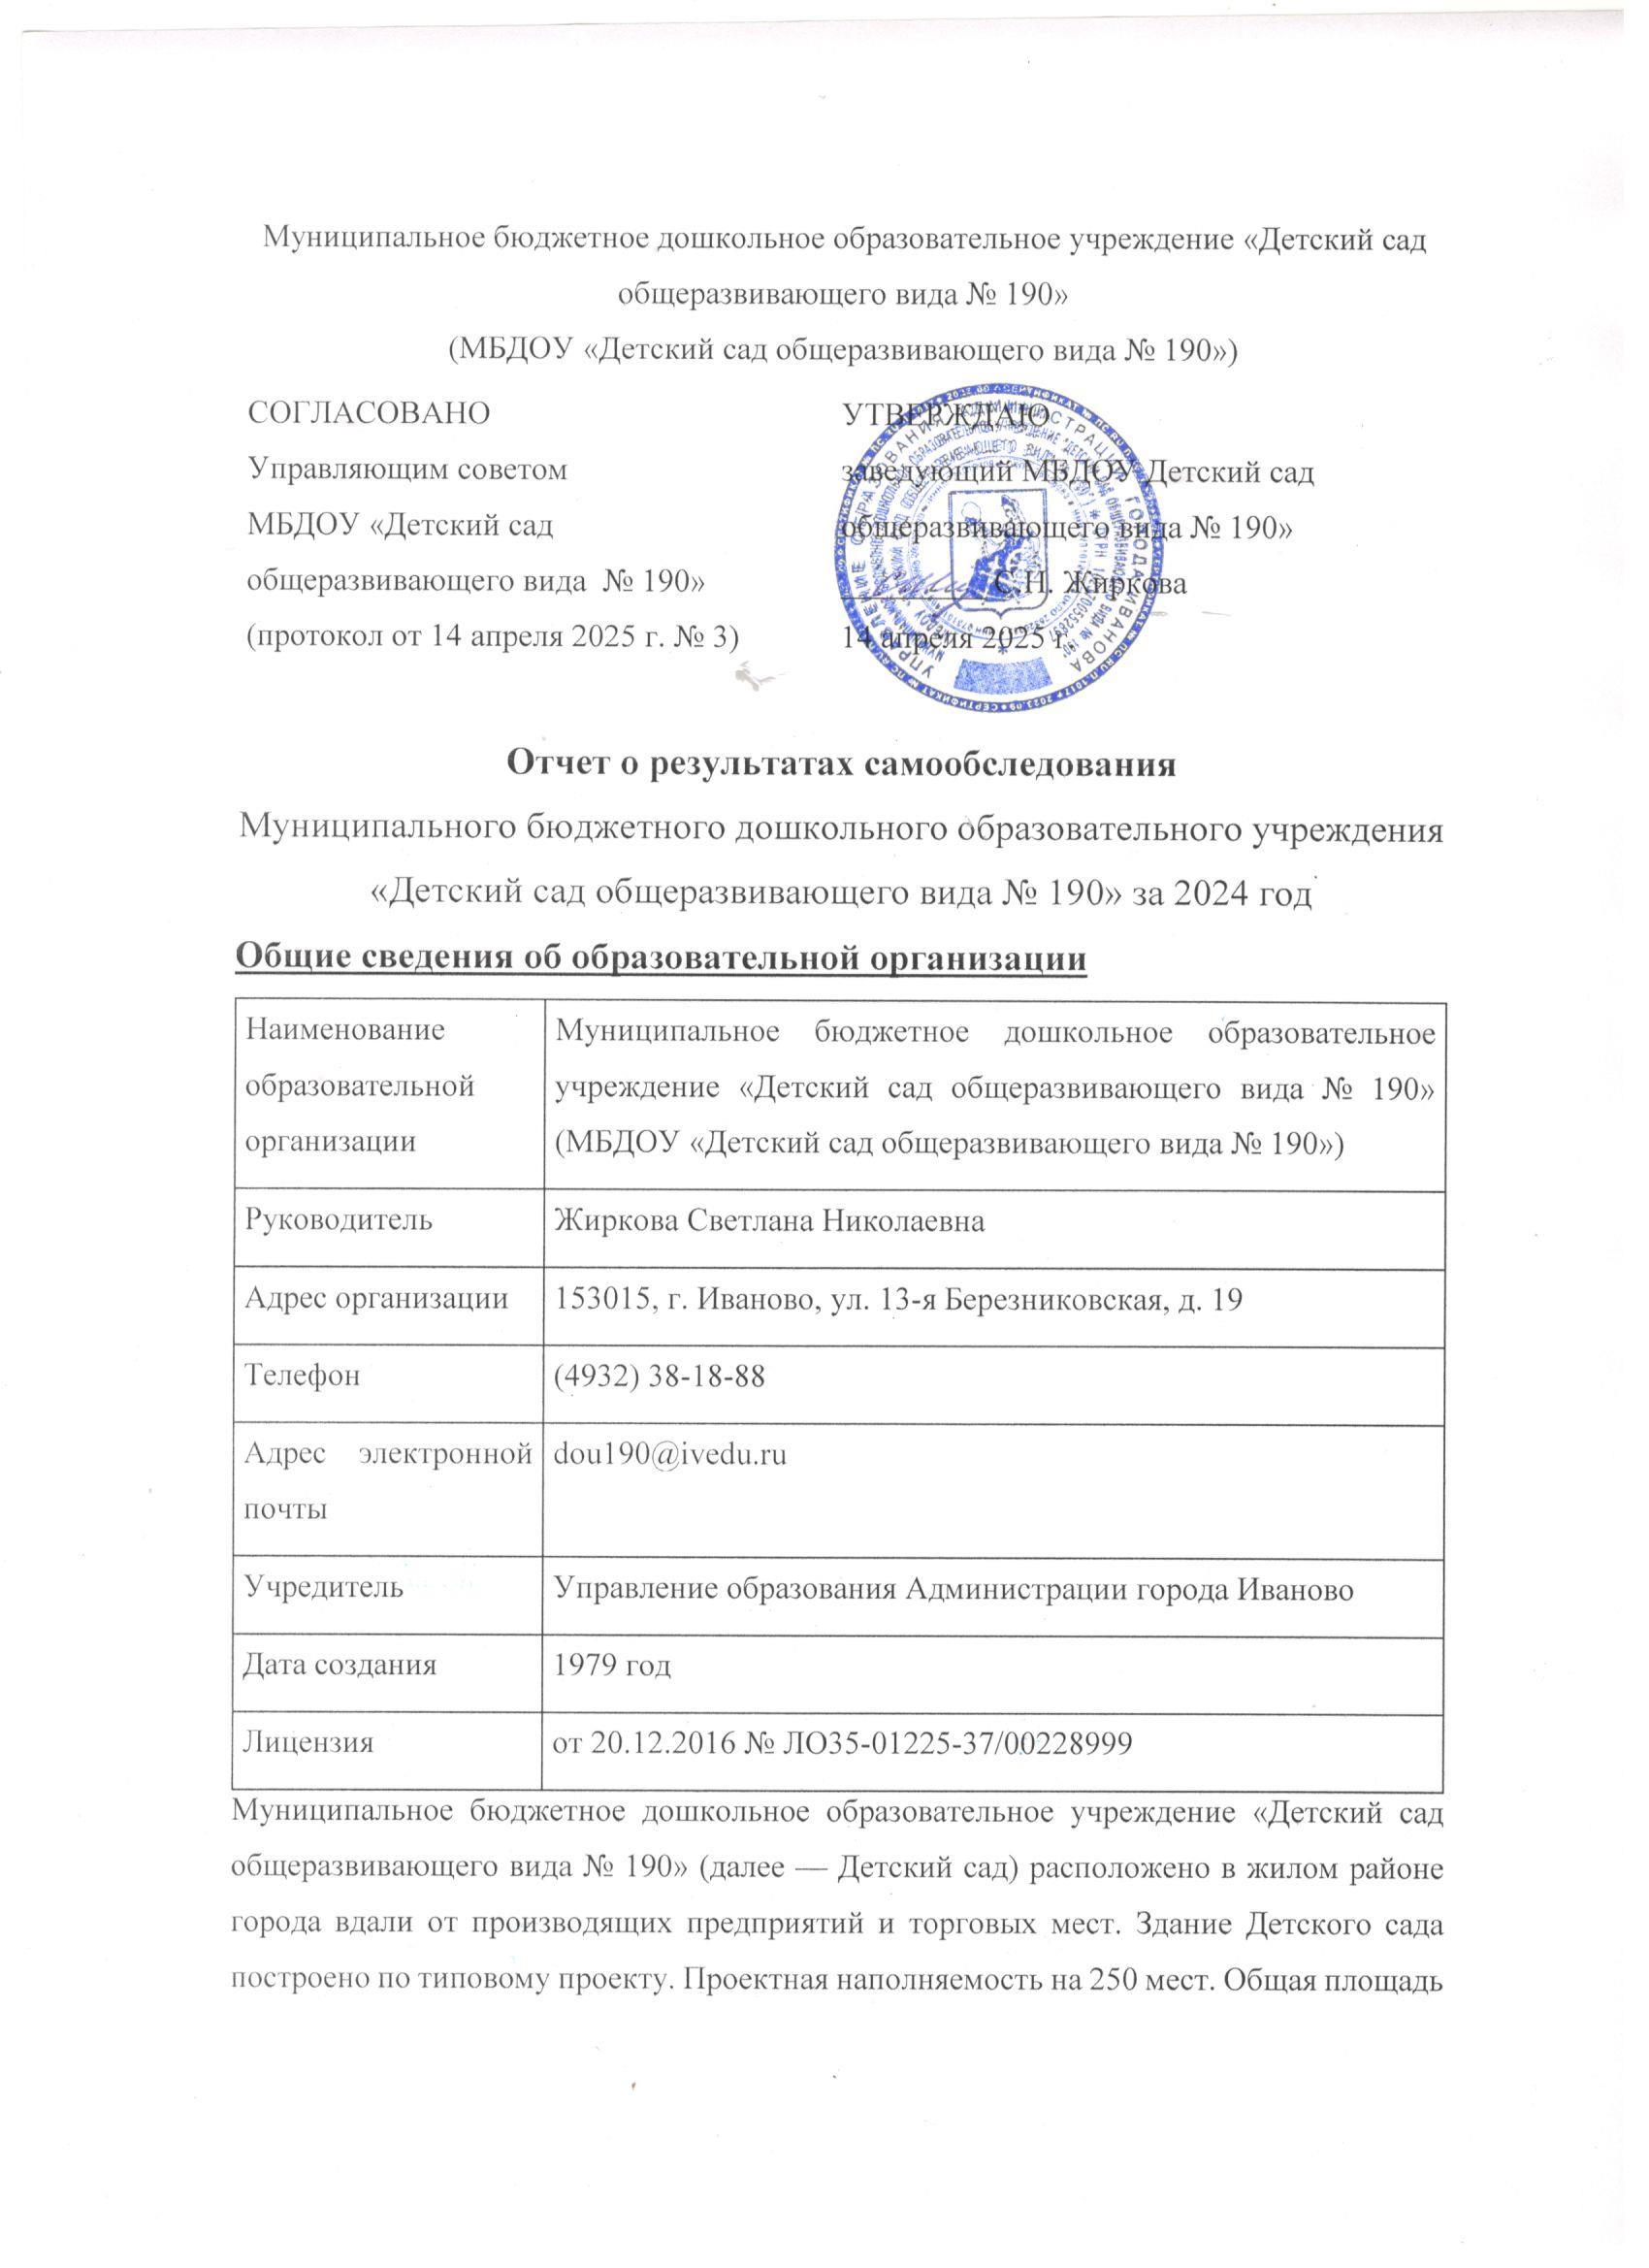 Муниципальное бюджетное дошкольное образовательное учреждение «Детский сад
общеразвивающего вида № 190»
(МБДОУ «Детский сад общеразвивающего вида № 190»)
СОГЛАСОВАНО
Управляющим советом
МБДОУ «Детский сад
общеразвивающего вида № 190»
(протокол от 14 апреля 2025 г. № 3)
УТВЕРЖДАЮ
заведующий МБДОУ Детский сад
общеразвивающего вида № 190»
С.Н. Жиркова
14 апреля 2025 г.
УПРАВЛЕНИЕ ОБРАЗОВАНИЯ АДМИНИСТРАЦИИ ГОРОДА ИВАНОВА
Отчет о результатах самообследования
Муниципального бюджетного дошкольного образовательного учреждения
«Детский сад общеразвивающего вида № 190» за 2024 год
Общие сведения об образовательной организации
Наименование
образовательной
организации
Муниципальное бюджетное дошкольное образовательное
учреждение «Детский сад общеразвивающего вида № 190»
(МБДОУ «Детский сад общеразвивающего вида № 190»)
Руководитель
Жиркова Светлана Николаевна
Адрес организации
153015, г. Иваново, ул. 13-я Березниковская, д. 19
Телефон
(4932) 38-18-88
Адрес электронной
почты
dou190@ivedu.ru
Учредитель
Управление образования Администрации города Иваново
Дата создания
1979 год
Лицензия
от 20.12.2016 № ЛО35-01225-37/00228999
Муниципальное бюджетное дошкольное образовательное учреждение «Детский сад
общеразвивающего вида № 190» (далее — Детский сад) расположено в жилом районе
города вдали от производящих предприятий и торговых мест. Здание Детского сада
построено по типовому проекту. Проектная наполняемость на 250 мест. Общая площадь